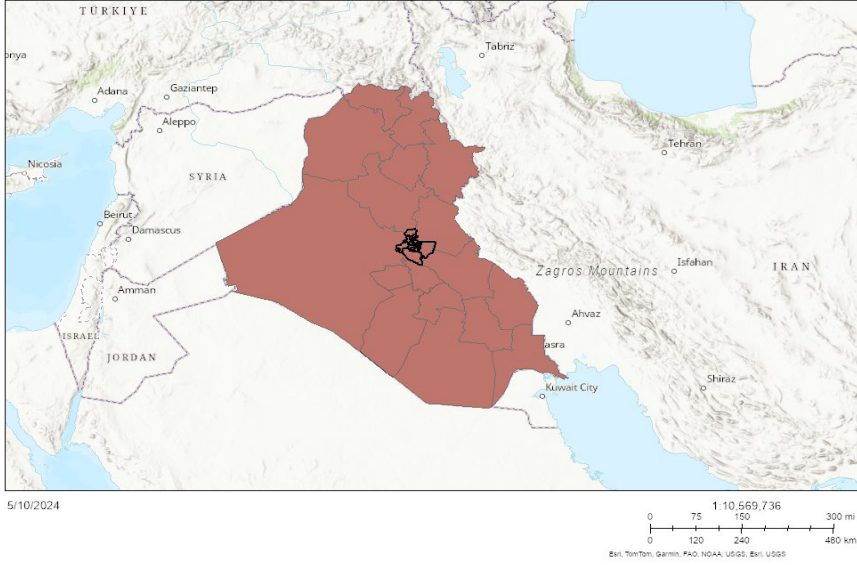 TÜRKIYE
Tabriz
onya
Adana
Gaziantep
Aleppo
Tehran
Nicosia
SYRIA
Beirut
Damascus
Zagros Mountains
Isfahan
IRAN
Amman
Ahvaz
ISRAEL
JORDAN
asra
Kuwait City
Shiraz
5/10/2024
1:10,569,736
0 75 150 300 mi
0 120 240 480 km
Esri, TomTom, Garmin, FAO, NOAA, USGS, Esri, USGS